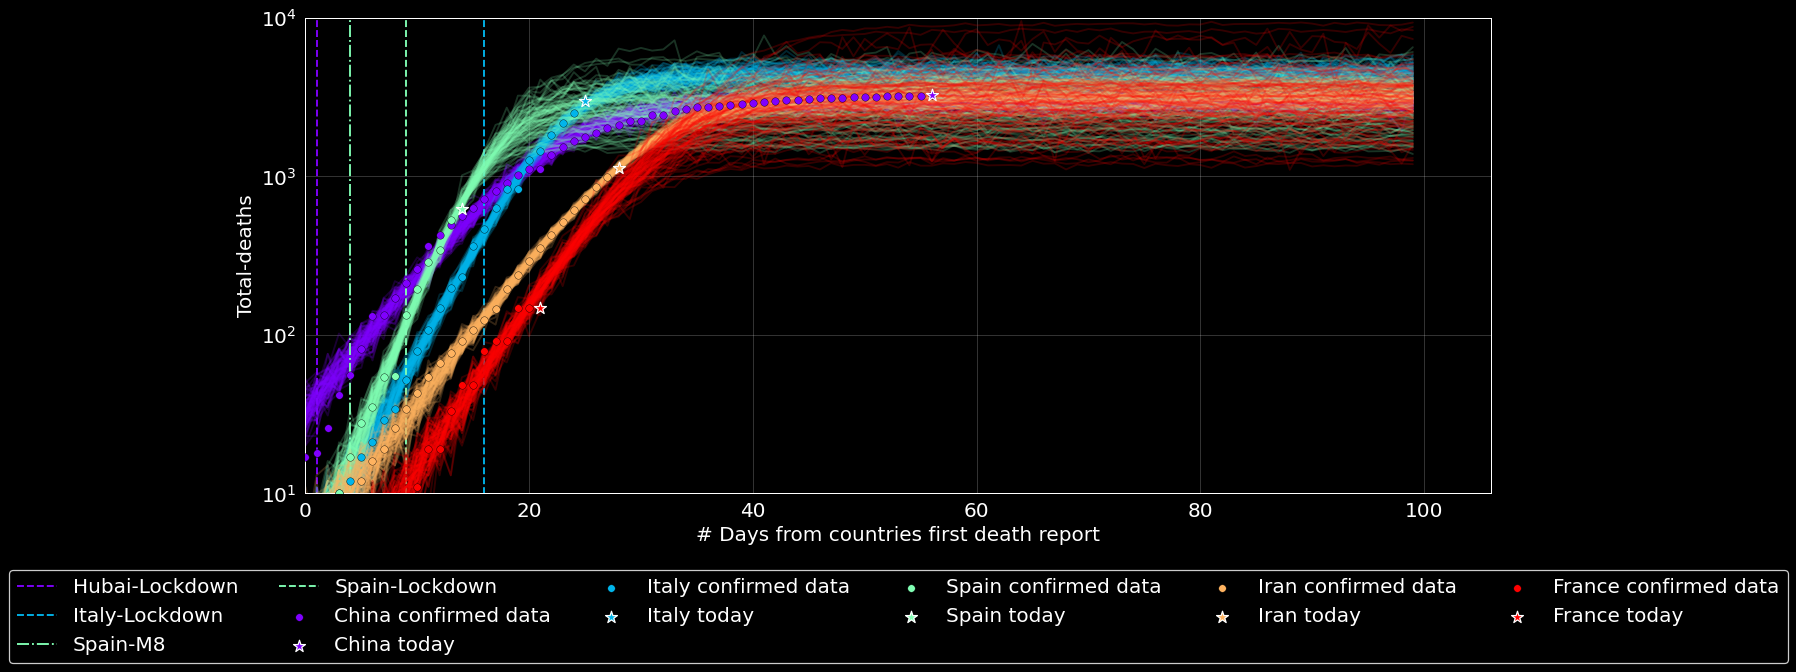 10^4
10^3
10^2
10^1
Total-deaths
0 20 40 60 80 100
# Days from countries first death report
Hubai-Lockdown
Italy-Lockdown
Spain-M8
Spain-Lockdown
China confirmed data
China today
Italy confirmed data
Italy today
Spain confirmed data
Spain today
Iran confirmed data
Iran today
France confirmed data
France today